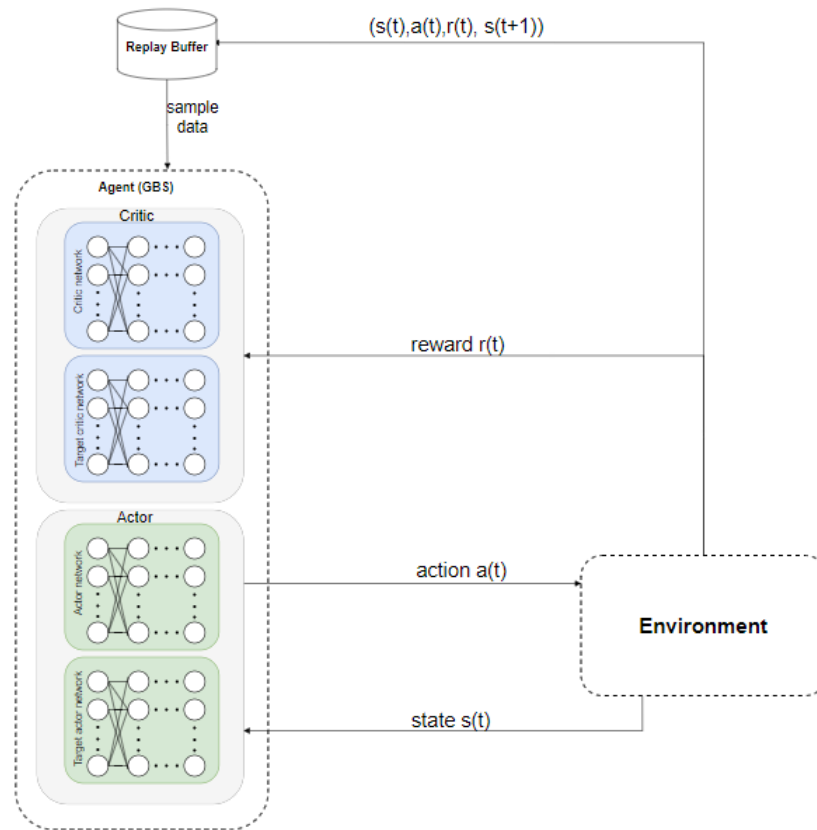 (s(t),a(t),r(t), s(t+1))
Replay Buffer
sample
data
Agent (GBS)
Critic
Critic network
Target critic network
reward r(t)
Actor
Actor network
action a(t)
Environment
Target actor network
state s(t)